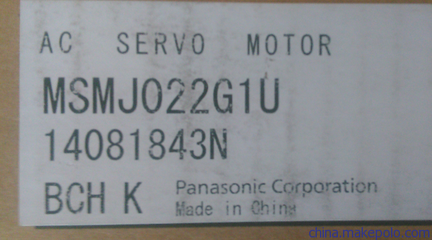 AC SERVO MOTOR
MSMJ022G1U
14081843N
BCH K Panasonic Corporation
Made in China
china.makepolo.com